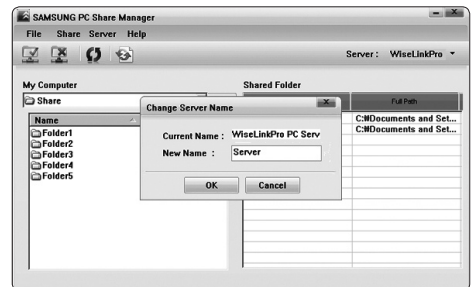 SAMSUNG PC Share Manager
File Share Server Help
Server : WiseLinkPro
My Computer
Shared Folder
Share
Name
Full Path
Folder1
Folder2
Folder3
Folder4
Folder5
C:₩Documents and Set...
C:₩Documents and Set...
Change Server Name
Current Name : WiseLinkPro PC Serv
New Name : Server
OK Cancel